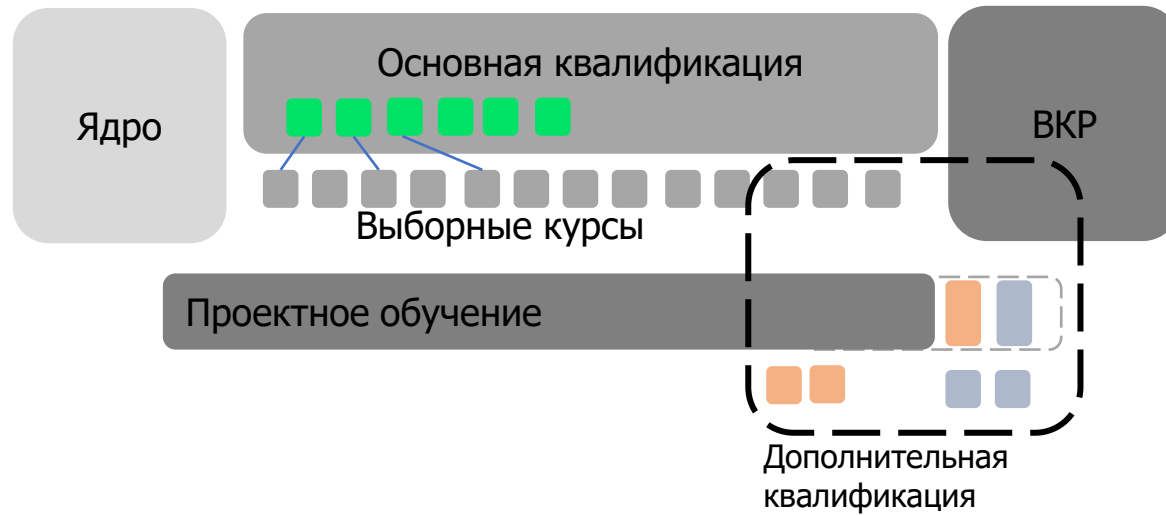 Ядро
Основная квалификация
ВКР
Выборные курсы
Проектное обучение
Дополнительная
квалификация